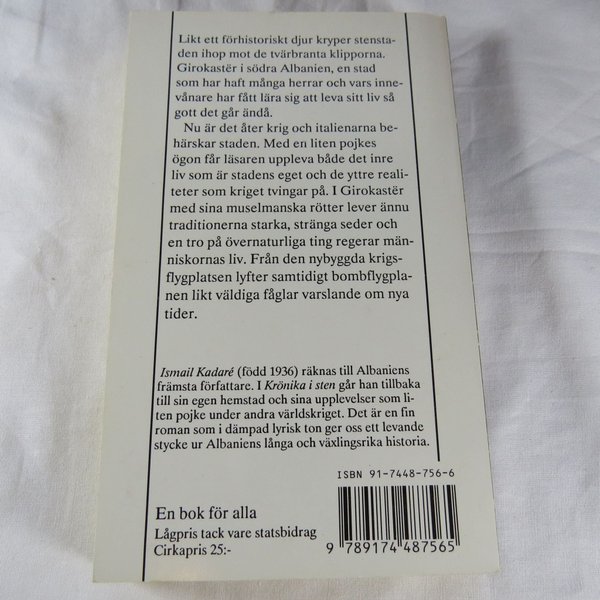 Likt ett förhistoriskt djur kryper stensta-
den ihop mot de tvärbranta klipporna.
Girokastër i södra Albanien, en stad
som har haft många herrar och vars inne-
vånare har fått lära sig att leva sitt liv så
gott det går ändå.
Nu är det åter krig och italienarna be-
härskar staden. Med en liten pojkes
ögon får läsaren uppleva både det inre
liv som är stadens eget och de yttre reali-
teter som kriget tvingar på. I Girokastër
med sina muselmanska rötter lever ännu
traditionerna starka, stränga seder och
en tro på övernaturliga ting regerar män-
niskornas liv. Från den nybyggda krigs-
flygplatsen lyfter samtidigt bombflygpla-
nen likt väldiga fåglar varslande om nya
tider.
Ismail Kadaré (född 1936) räknas till Albaniens
främsta författare. I Krönika i sten går han tillbaka
till sin egen hemstad och sina upplevelser som li-
ten pojke under andra världskriget. Det är en fin
roman som i dämpad lyrisk ton ger oss ett levande
stycke ur Albaniens långa och växlingsrika historia.
ISBN 91-7448-756-6
En bok för alla
Lågpris tack vare statsbidrag
Cirkapris 25:-
9 789174 487565